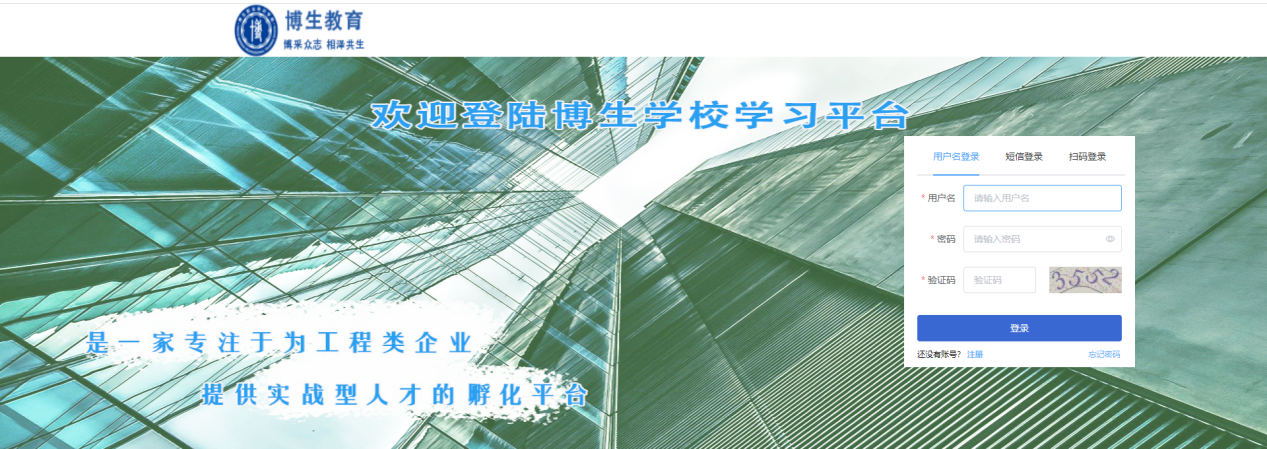 博生教育
博采众志 相泽共生
欢迎登陆博生学校学习平台
用户名登录 短信登录 扫码登录
* 用户名 请输入用户名
* 密码 请输入密码
* 验证码 验证码 3552
登录
还没有账号？ 注册 忘记密码
是一家专注于为工程类企业
提供实战型人才的孵化平台